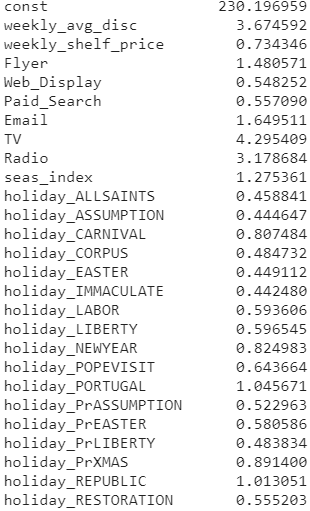 const 230.196959
weekly_avg_disc 3.674592
weekly_shelf_price 0.734346
Flyer 1.480571
Web_Display 0.548252
Paid_Search 0.557090
Email 1.649511
TV 4.295409
Radio 3.178684
seas_index 1.275361
holiday_ALLSAINTS 0.458841
holiday_ASSUMPTION 0.444647
holiday_CARNIVAL 0.807484
holiday_CORPUS 0.484732
holiday_EASTER 0.449112
holiday_IMMACULATE 0.442480
holiday_LABOR 0.593606
holiday_LIBERTY 0.596545
holiday_NEWYEAR 0.824983
holiday_POPEVISIT 0.643664
holiday_PORTUGAL 1.045671
holiday_PrASSUMPTION 0.522963
holiday_PrEASTER 0.580586
holiday_PrLIBERTY 0.483834
holiday_PrXMAS 0.891400
holiday_REPUBLIC 1.013051
holiday_RESTORATION 0.555203